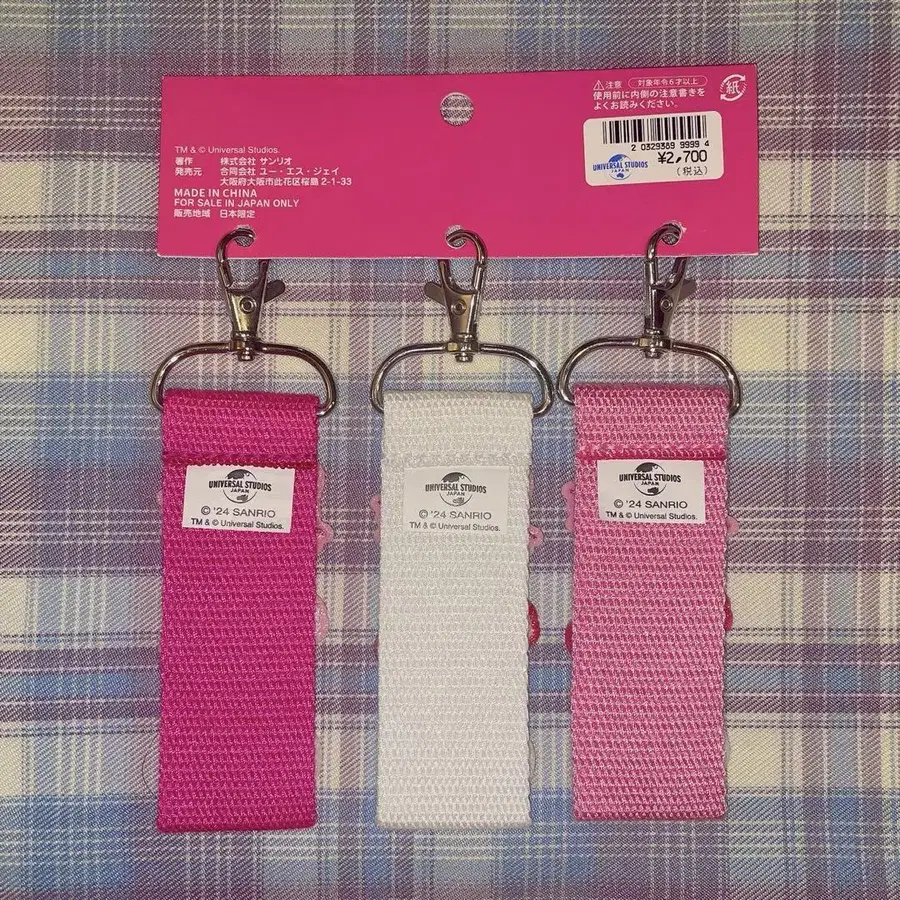 TM & © Universal Studios.
著作 株式会社 サンリオ
発売元 合同会社 ユー・エス・ジェイ
大阪府大阪市此花区桜島 2-1-33
MADE IN CHINA
FOR SALE IN JAPAN ONLY
販売地域 日本限定
注意 対象年令6才以上
使用前に内側の注意書きを
よくお読みください。
紙
2 0329389 9999 4
UNIVERSAL STUDIOS
JAPAN
¥2,700
(税込)
UNIVERSAL STUDIOS
JAPAN
© '24 SANRIO
TM & © Universal Studios.
UNIVERSAL STUDIOS
JAPAN
© '24 SANRIO
TM & © Universal Studios.
UNIVERSAL STUDIOS
JAPAN
© '24 SANRIO
TM & © Universal Studios.